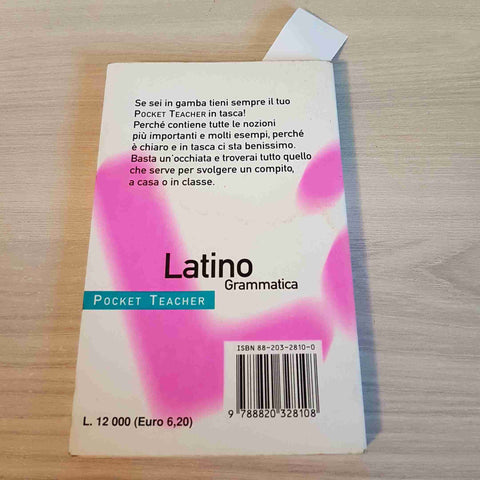 Se sei in gamba tieni sempre il tuo
POCKET TEACHER in tasca!
Perché contiene tutte le nozioni
più importanti e molti esempi, perché
è chiaro e in tasca ci sta benissimo.
Basta un'occhiata e troverai tutto quello
che serve per svolgere un compito,
a casa o in classe.
Latino
Grammatica
POCKET TEACHER
ISBN 88-203-2810-0
9 788820 328108
L. 12 000 (Euro 6,20)